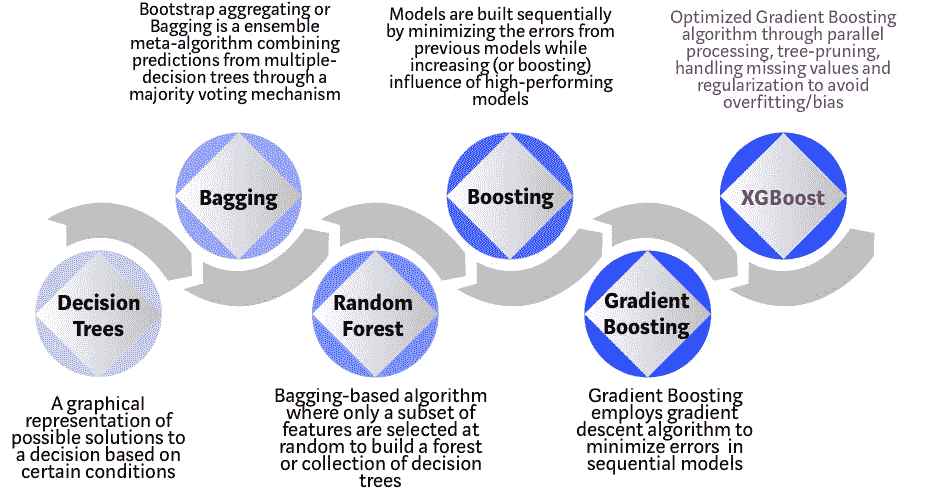 Bootstrap aggregating or
Bagging is a ensemble
meta-algorithm combining
predictions from multiple-
decision trees through a
majority voting mechanism
Models are built sequentially
by minimizing the errors from
previous models while
increasing (or boosting)
influence of high-performing
models
Optimized Gradient Boosting
algorithm through parallel
processing, tree-pruning,
handling missing values and
regularization to avoid
overfitting/bias
Bagging
Boosting
XGBoost
Decision
Trees
Random
Forest
Gradient
Boosting
A graphical
representation of
possible solutions to
a decision based on
certain conditions
Bagging-based algorithm
where only a subset of
features are selected at
random to build a forest
or collection of decision
trees
Gradient Boosting
employs gradient
descent algorithm to
minimize errors in
sequential models